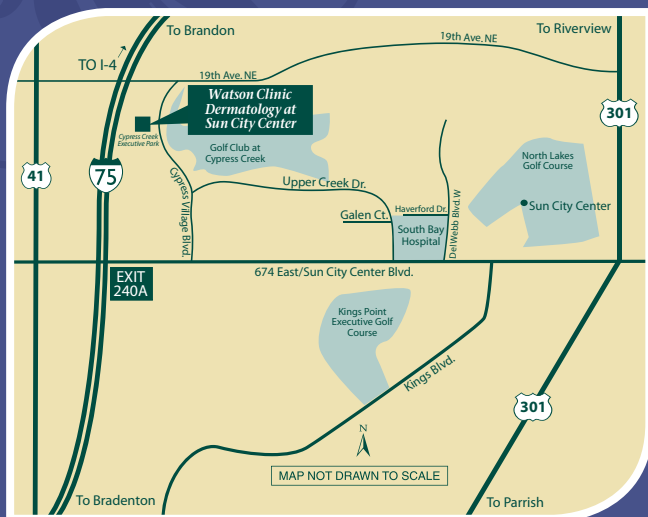 To Brandon
To Riverview
19th Ave. NE
TO I-4
19th Ave. NE
Watson Clinic
Dermatology at
Sun City Center
301
Cypress Creek
Executive Park
Golf Club at
Cypress Creek
North Lakes
Golf Course
41
75
Cypress Village Blvd.
Upper Creek Dr.
Haverford Dr.
Galen Ct.
Sun City Center
South Bay
Hospital
DelWebb Blvd. W
EXIT
240A
674 East/Sun City Center Blvd.
Kings Point
Executive Golf
Course
Kings Blvd.
301
N
MAP NOT DRAWN TO SCALE
To Bradenton
To Parrish